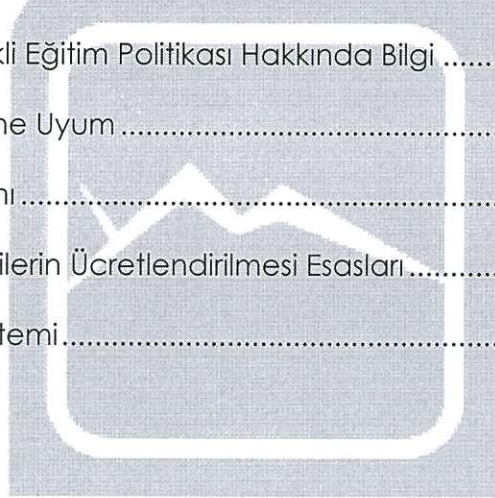 kli Eğitim Politikası Hakkında Bilgi ......
ne Uyum ..........................................
nı ..........................................................
ilerin Ücretlendirilmesi Esasları ............
temi ....................................................